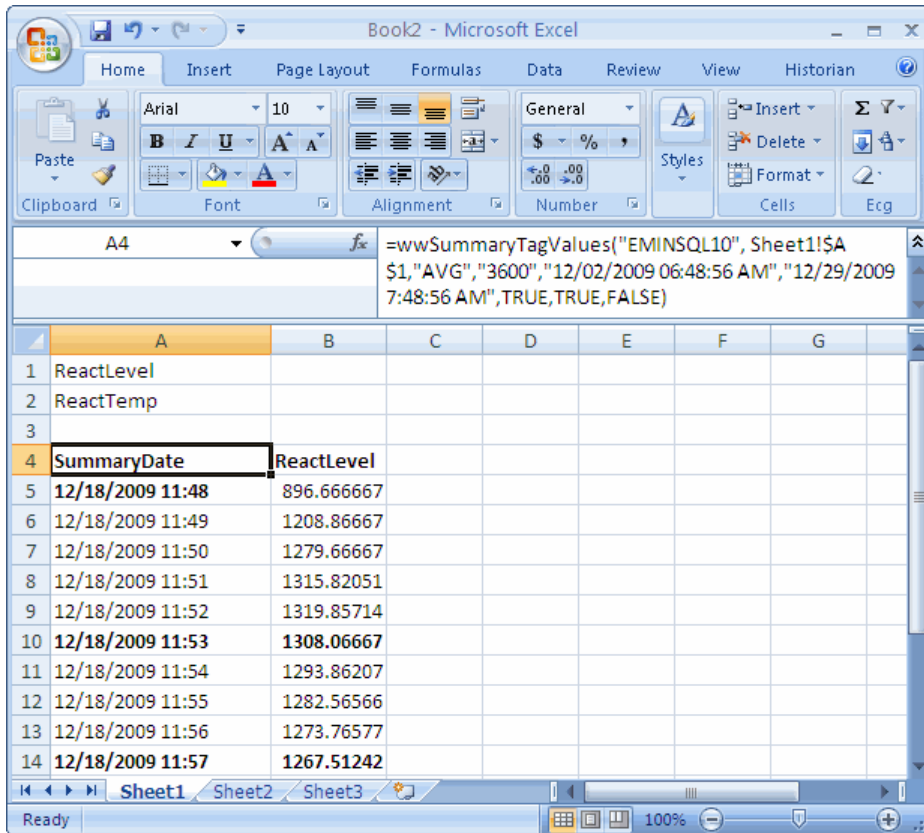 Book2 - Microsoft Excel
Home Insert Page Layout Formulas Data Review View Historian
Paste
Arial 10
B I U A A
A
General
$ % ,
.0 .00
.00 .0
Styles
Insert
Delete
Format
Σ
Clipboard Font Alignment Number Cells Ecg
A4 fx =wwSummaryTagValues("EMINSQL10", Sheet1!$A
$1,"AVG","3600","12/02/2009 06:48:56 AM","12/29/2009
7:48:56 AM",TRUE,TRUE,FALSE)
A B C D E F G
1 ReactLevel
2 ReactTemp
3
4 SummaryDate ReactLevel
5 12/18/2009 11:48 896.666667
6 12/18/2009 11:49 1208.86667
7 12/18/2009 11:50 1279.66667
8 12/18/2009 11:51 1315.82051
9 12/18/2009 11:52 1319.85714
10 12/18/2009 11:53 1308.06667
11 12/18/2009 11:54 1293.86207
12 12/18/2009 11:55 1282.56566
13 12/18/2009 11:56 1273.76577
14 12/18/2009 11:57 1267.51242
Sheet1 Sheet2 Sheet3
Ready 100%